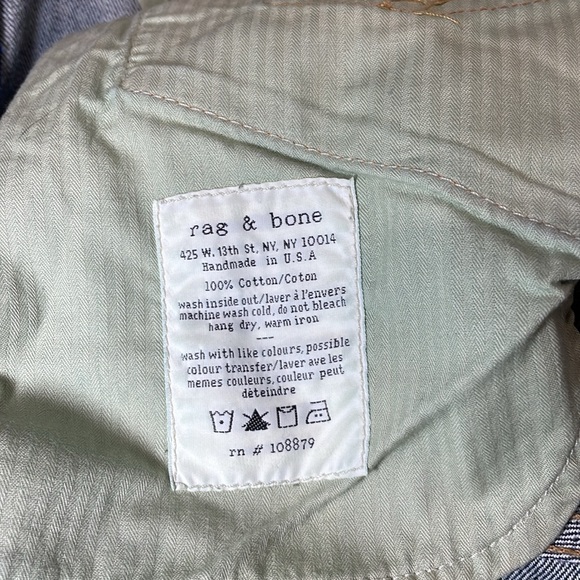 rag & bone
425 W. 13th St, NY, NY 10014
Handmade in U.S.A
100% Cotton/Coton
wash inside out/laver à l'envers
machine wash cold, do not bleach
hang dry, warm iron
---
wash with like colours, possible
colour transfer/laver ave les
memes couleurs, couleur peut
déteindre
rn # 108879